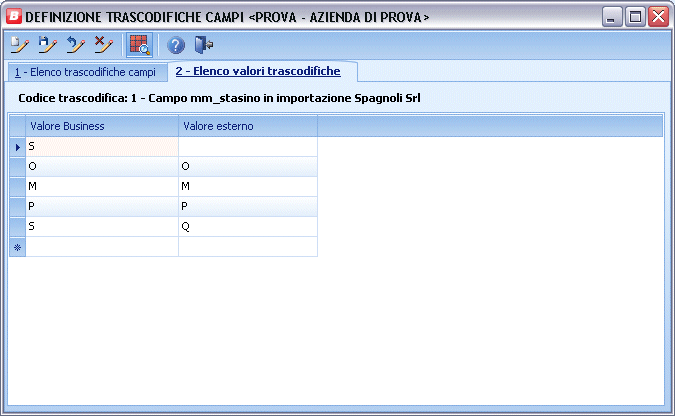 B DEFINIZIONE TRASCODIFICHE CAMPI <PROVA - AZIENDA DI PROVA>
1 - Elenco trascodifiche campi 2 - Elenco valori trascodifiche
Codice trascodifica: 1 - Campo mm_stasino in importazione Spagnoli Srl
Valore Business Valore esterno
S
O O
M M
P P
S Q